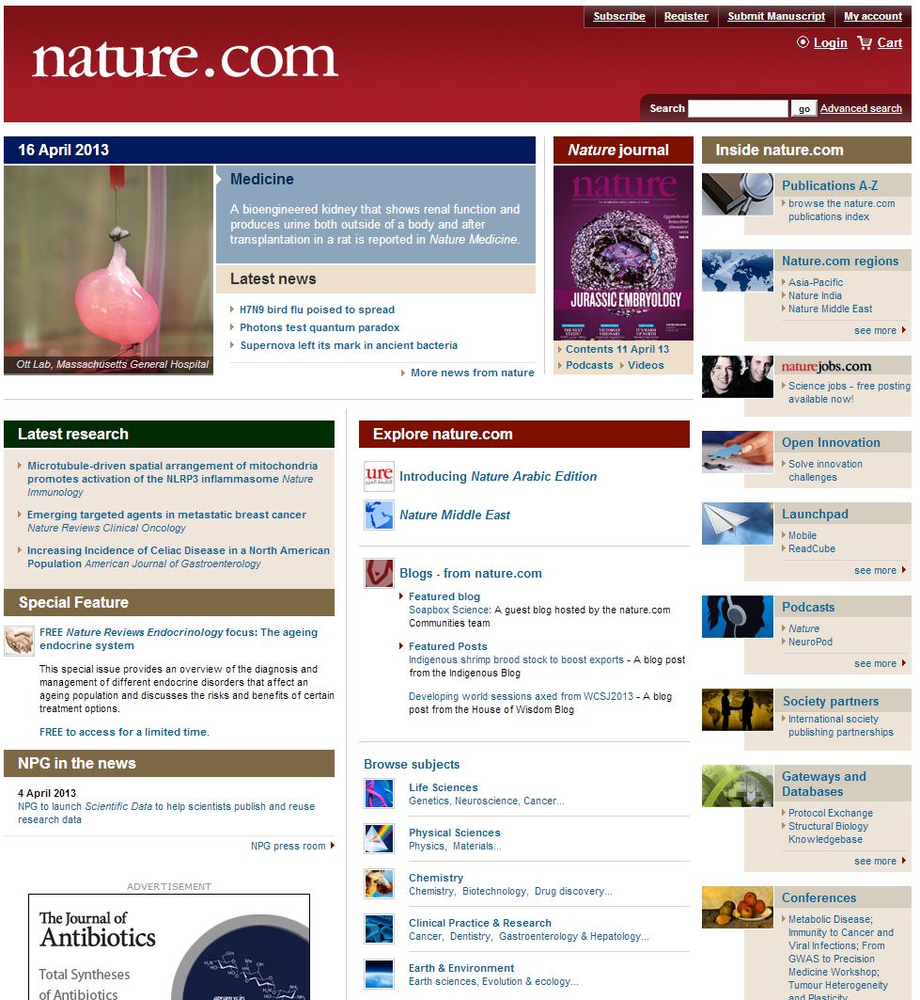 Subscribe
Register
Submit Manuscript
My account
Login
Cart
nature.com
Search
go
Advanced search
16 April 2013
Medicine
A bioengineered kidney that shows renal function and
produces urine both outside of a body and after
transplantation in a rat is reported in Nature Medicine.
Latest news
H7N9 bird flu poised to spread
Photons test quantum paradox
Supernova left its mark in ancient bacteria
More news from nature
Ott Lab, Massachusetts General Hospital
Nature journal
nature
JURASSIC EMBRYOLOGY
Contents 11 April 13
Podcasts
Videos
Inside nature.com
Publications A-Z
browse the nature.com
publications index
Nature.com regions
Asia-Pacific
Nature India
Nature Middle East
see more
naturejobs.com
Science jobs - free posting
available now!
Open Innovation
Solve innovation
challenges
Launchpad
Mobile
ReadCube
see more
Podcasts
Nature
NeuroPod
see more
Society partners
International society
publishing partnerships
Gateways and
Databases
Protocol Exchange
Structural Biology
Knowledgebase
see more
Conferences
Metabolic Disease;
Immunity to Cancer and
Viral Infections; From
GWAS to Precision
Medicine Workshop;
Tumour Heterogeneity
and Plasticity
Latest research
Microtubule-driven spatial arrangement of mitochondria
promotes activation of the NLRP3 inflammasome Nature
Immunology
Emerging targeted agents in metastatic breast cancer
Nature Reviews Clinical Oncology
Increasing Incidence of Celiac Disease in a North American
Population American Journal of Gastroenterology
Special Feature
FREE Nature Reviews Endocrinology focus: The ageing
endocrine system
This special issue provides an overview of the diagnosis and
management of different endocrine disorders that affect an
ageing population and discusses the risks and benefits of certain
treatment options.
FREE to access for a limited time.
NPG in the news
4 April 2013
NPG to launch Scientific Data to help scientists publish and reuse
research data
NPG press room
ADVERTISEMENT
The Journal of
Antibiotics
Total Syntheses
of Antibiotics
Explore nature.com
ure
Introducing Nature Arabic Edition
Nature Middle East
Blogs - from nature.com
Featured blog
Soapbox Science: A guest blog hosted by the nature.com
Communities team
Featured Posts
Indigenous shrimp brood stock to boost exports - A blog post
from the Indigenous Blog
Developing world sessions axed from WCSJ2013 - A blog
post from the House of Wisdom Blog
Browse subjects
Life Sciences
Genetics, Neuroscience, Cancer...
Physical Sciences
Physics, Materials...
Chemistry
Chemistry, Biotechnology, Drug discovery...
Clinical Practice & Research
Cancer, Dentistry, Gastroenterology & Hepatology...
Earth & Environment
Earth sciences, Evolution & ecology...